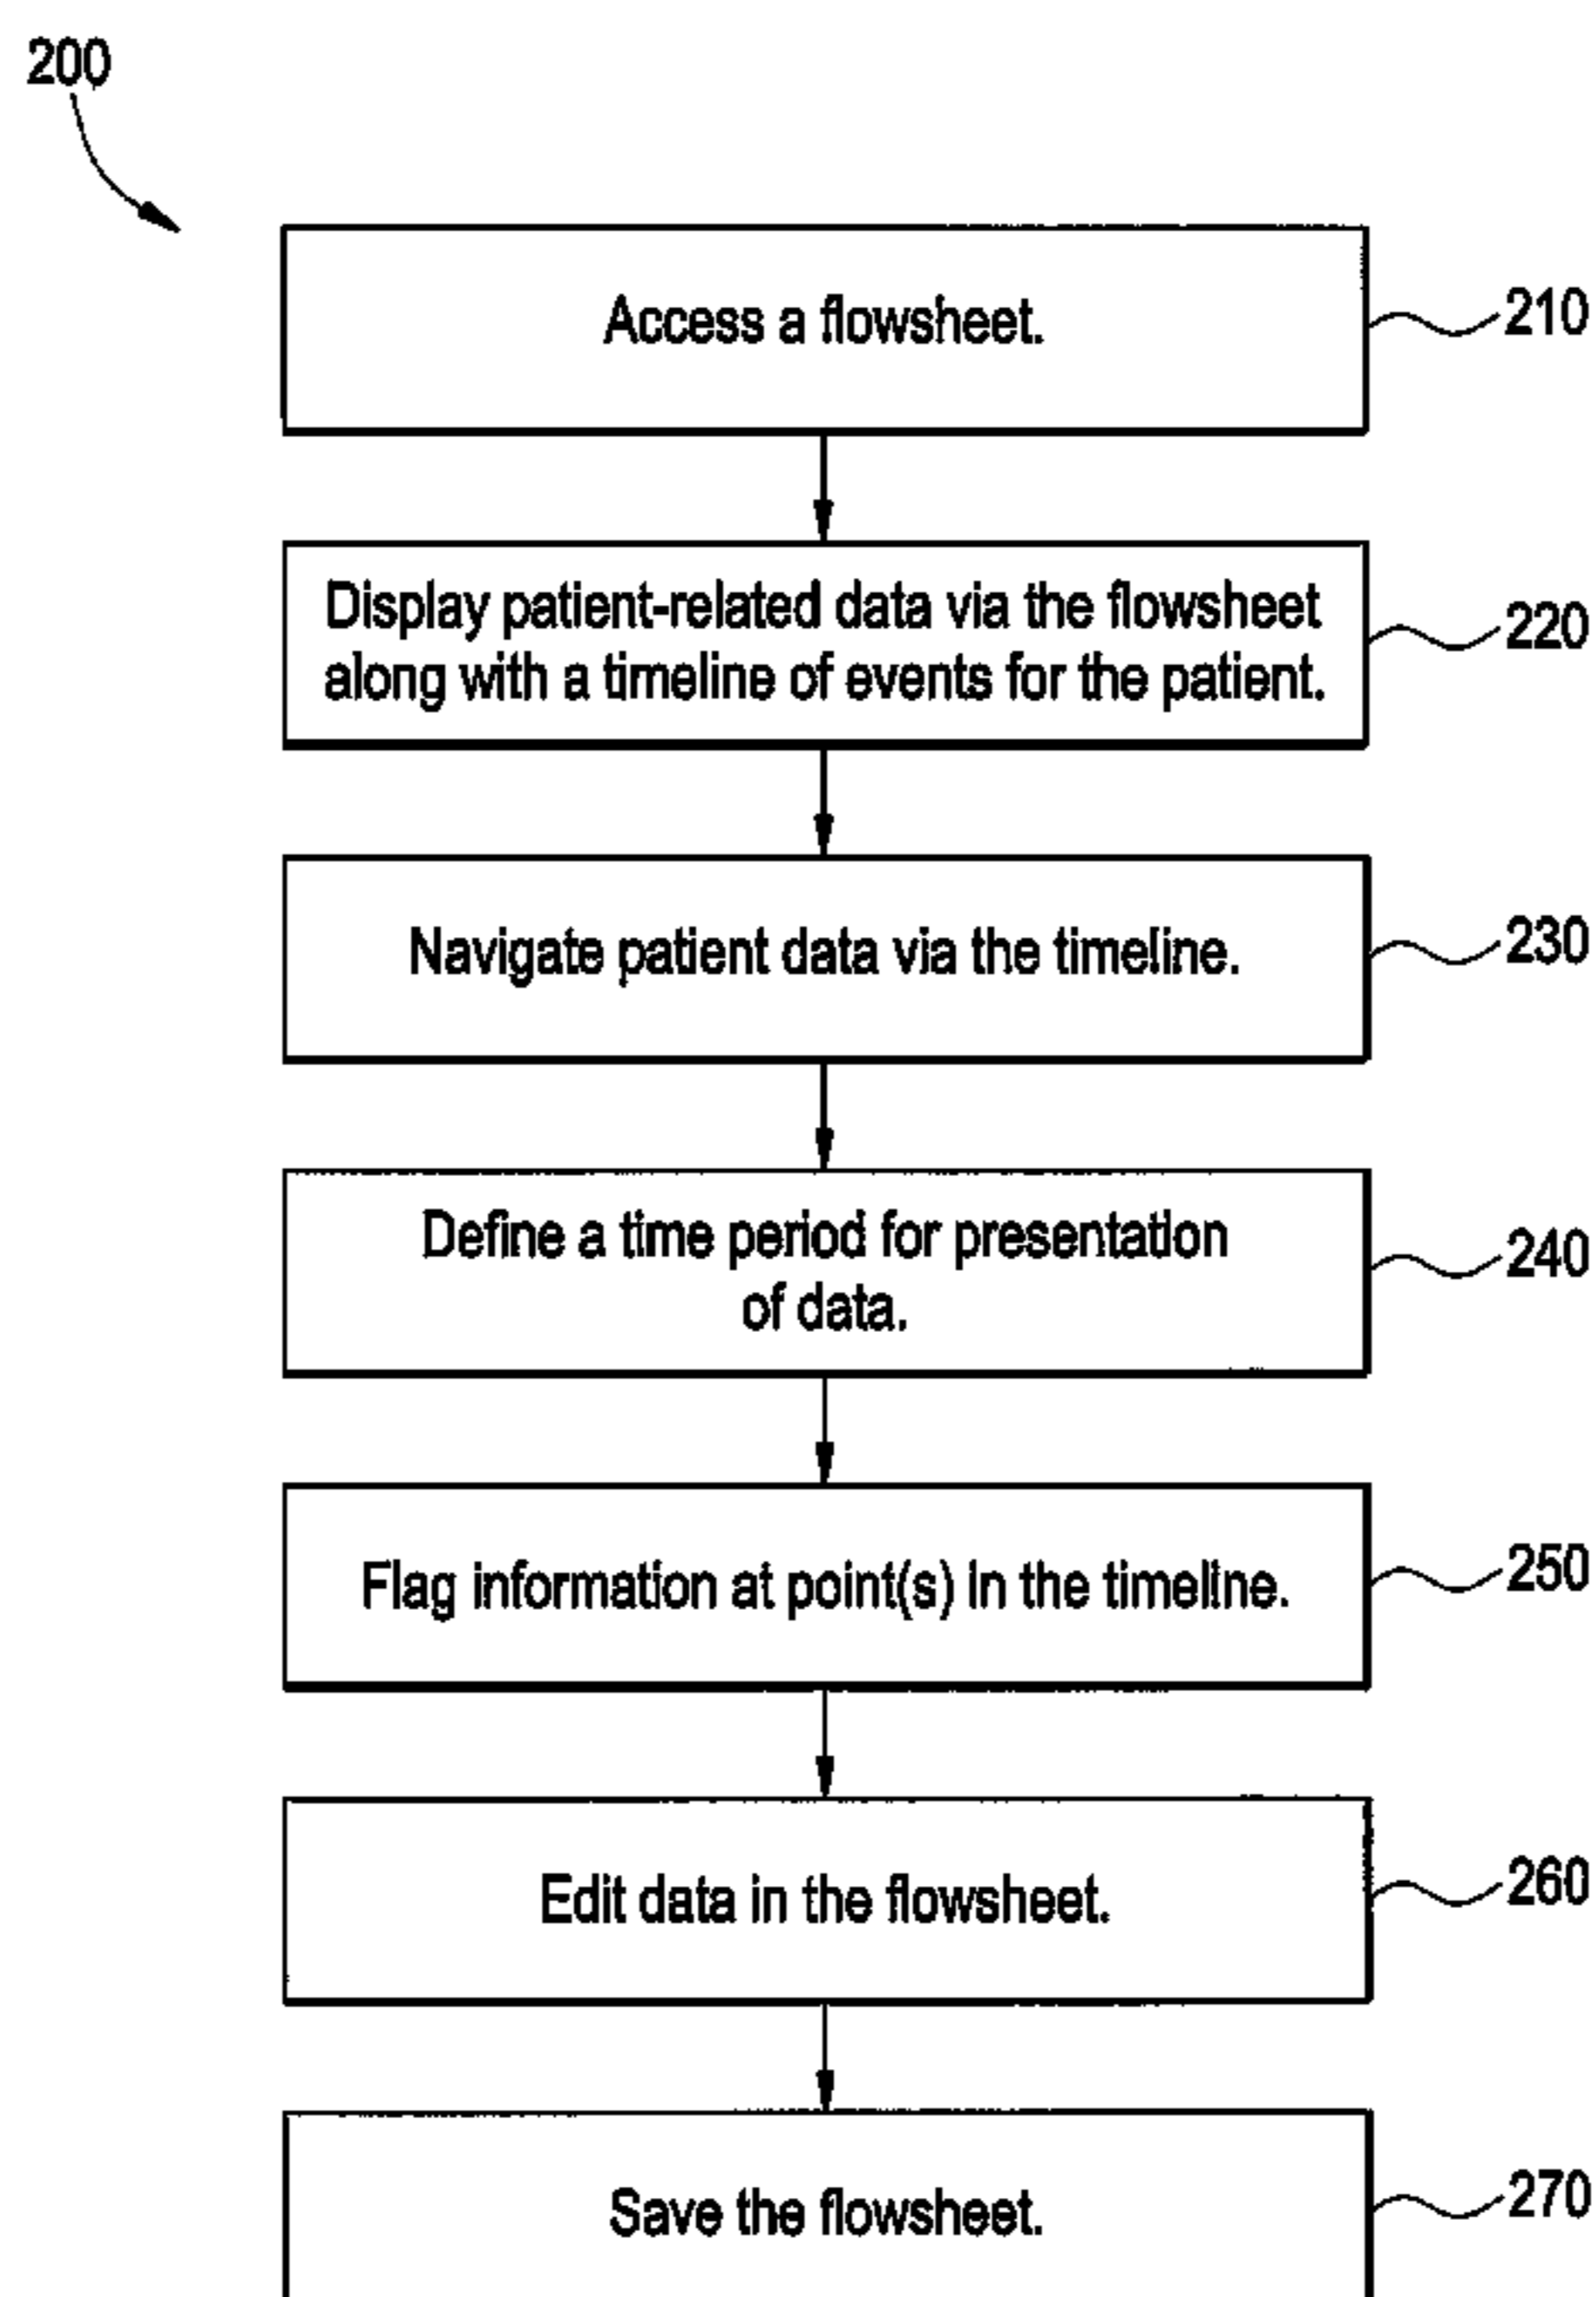 200
Access a flowsheet.
210
Display patient-related data via the flowsheet
along with a timeline of events for the patient.
220
Navigate patient data via the timeline.
230
Define a time period for presentation
of data.
240
Flag information at point(s) in the timeline.
250
Edit data in the flowsheet.
260
Save the flowsheet.
270